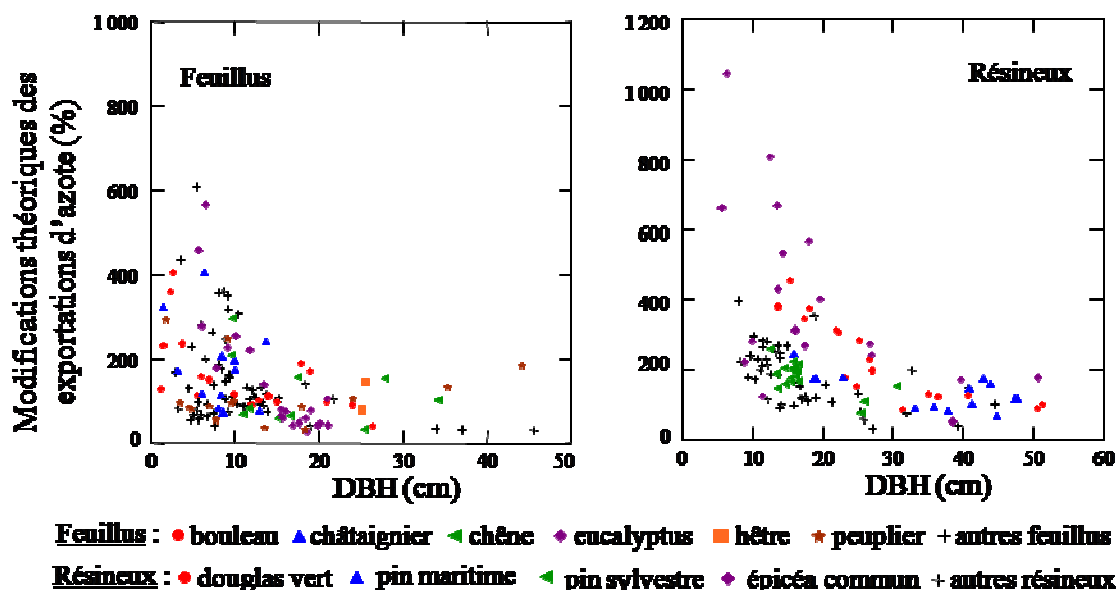 Modifications théoriques des
exportations d'azote (%)
1 000
800
600
400
200
0
Feuillus
0 10 20 30 40 50
DBH (cm)
1200
1 000
800
600
400
200
0
Résineux
0 10 20 30 40 50 60
DBH (cm)
Feuillus : bouleau châtaignier chêne eucalyptus hêtre peuplier autres feuillus
Résineux : douglas vert pin maritime pin sylvestre épicéa commun autres résineux